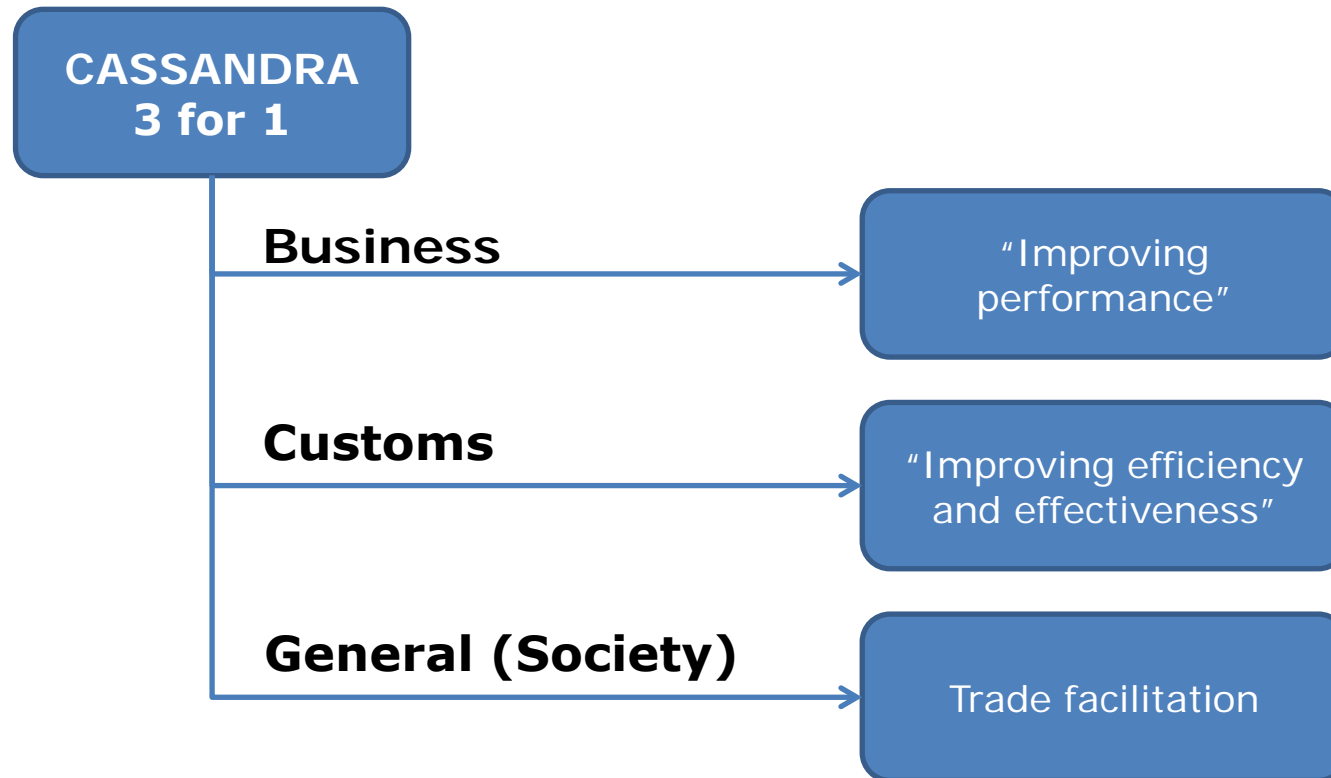 CASSANDRA
3 for 1
Business
“Improving
performance”
Customs
“Improving efficiency
and effectiveness”
General (Society)
Trade facilitation